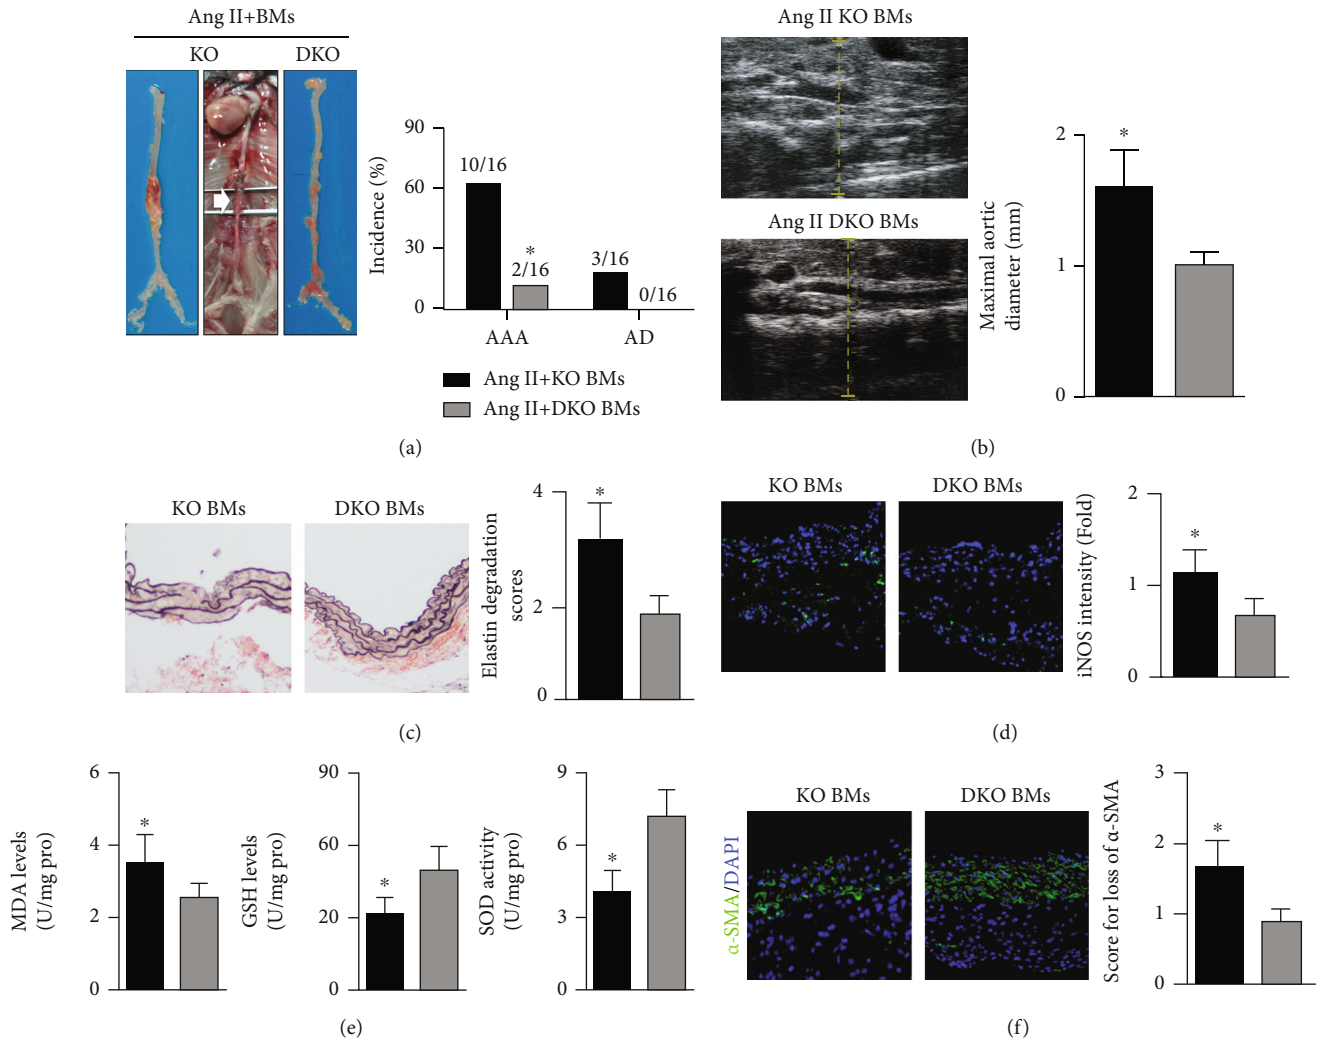 Ang II+BMs
KO
DKO
Incidence (%)
90
60
30
0
10/16
*
2/16
3/16
0/16
AAA
AD
Ang II+KO BMs
Ang II+DKO BMs
(a)
Ang II KO BMs
Ang II DKO BMs
Maximal aortic
diameter (mm)
2
1
0
*
(b)
KO BMs
DKO BMs
Elastin degradation
scores
4
2
0
*
(c)
KO BMs
DKO BMs
iNOS intensity (Fold)
2
1
0
*
(d)
MDA levels
(U/mg pro)
6
4
2
0
*
GSH levels
(U/mg pro)
90
60
20
0
*
SOD activity
(U/mg pro)
9
6
3
0
*
(e)
α-SMA/DAPI
KO BMs
DKO BMs
Score for loss of α-SMA
3
2
1
0
*
(f)